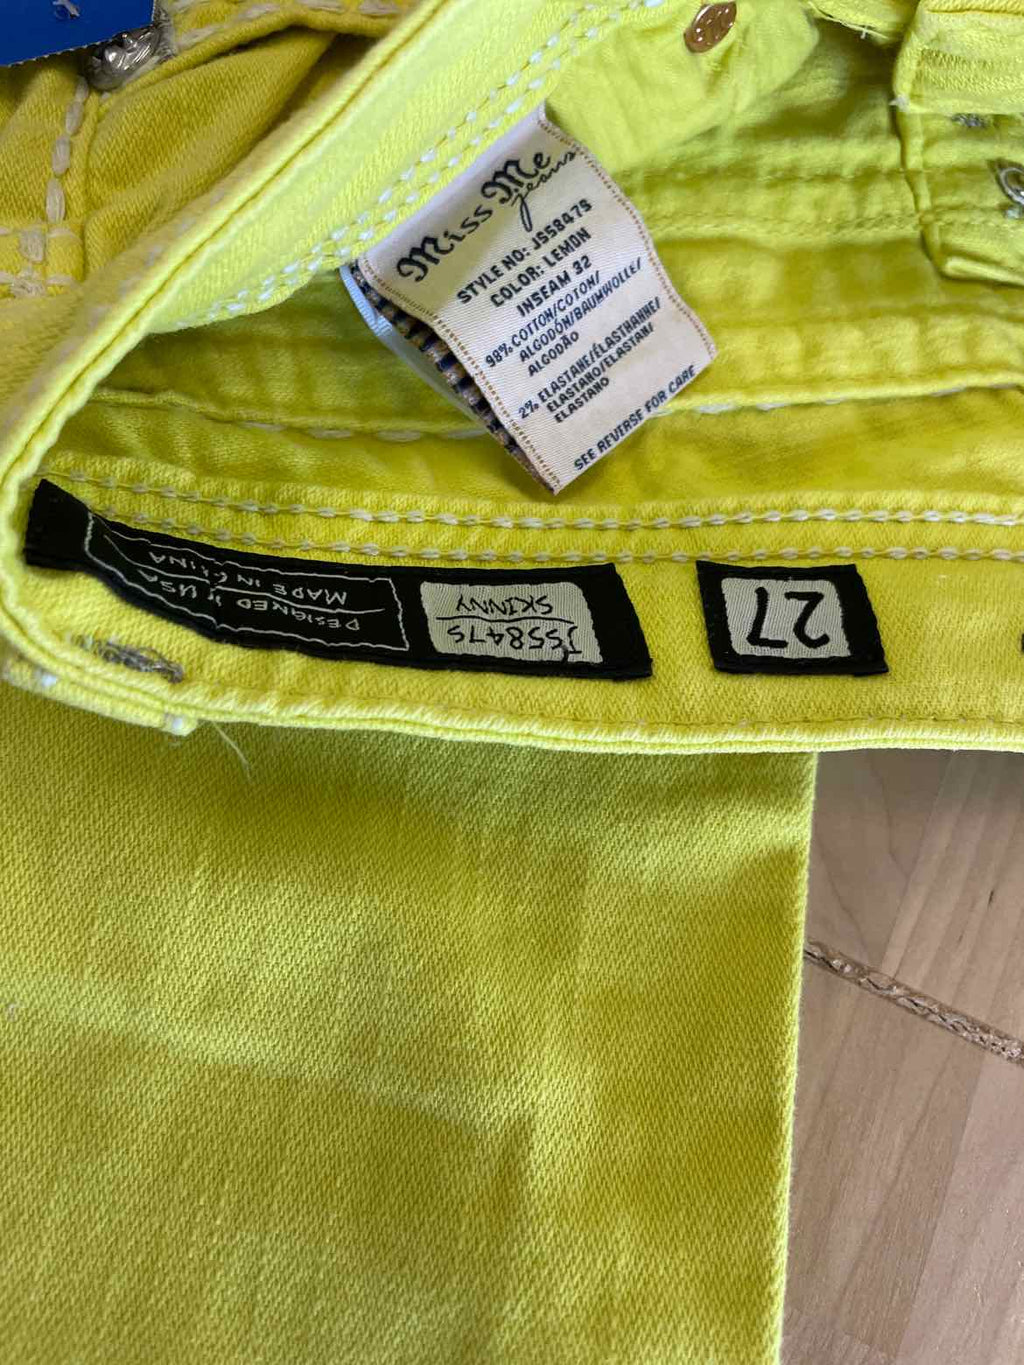 Miss Me
jeans
STYLE NO: JS5847S
COLOR: LEMON
INSEAM 32
98% COTTON/COTON/
ALGODÓN/BAUMWOLLE/
ALGODÃO
2% ELASTANE/ÉLASTHANNE/
ELASTANO/ELASTAN/
ELASTANO
SEE REVERSE FOR CARE
JS5847S
SKINNY
DESIGNED IN USA
MADE IN CHINA
27